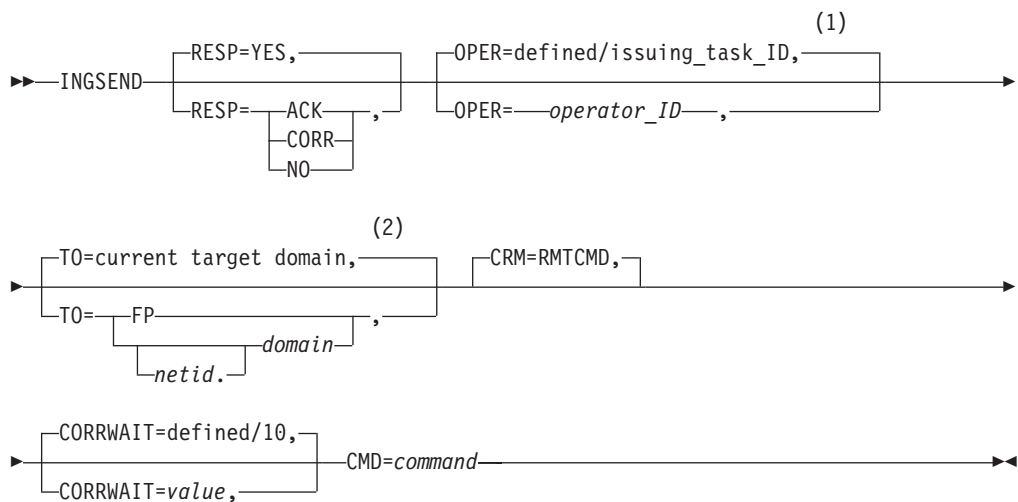 (1)
RESP=YES, OPER=defined/issuing_task_ID,
INGSEND
RESP= ACK , OPER= operator_ID ,
CORR
NO
(2)
TO=current target domain, CRM=RMTCMD,
TO= FP ,
domain
netid.
CORRWAIT=defined/10,
CMD=command
CORRWAIT=value,